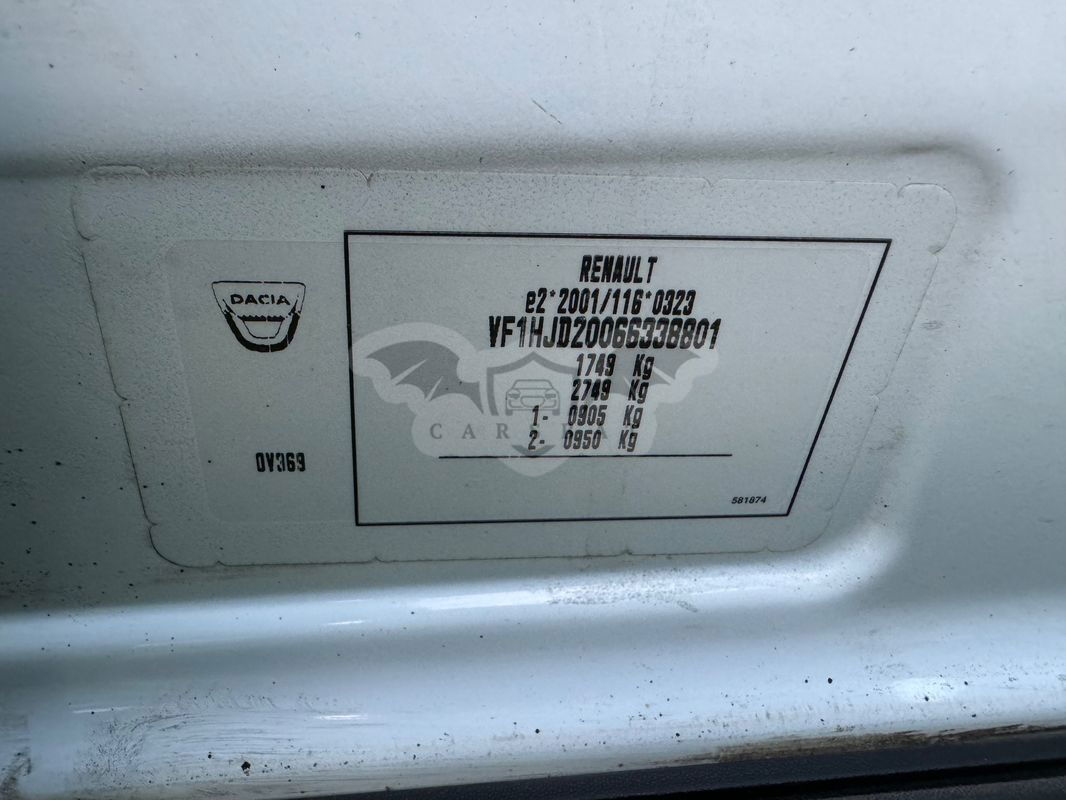 RENAULT
e2*2001/116*0323
VF1HJD20066338801
1749 Kg
2749 Kg
1- 0905 Kg
2- 0950 Kg
DACIA
0V369
581874